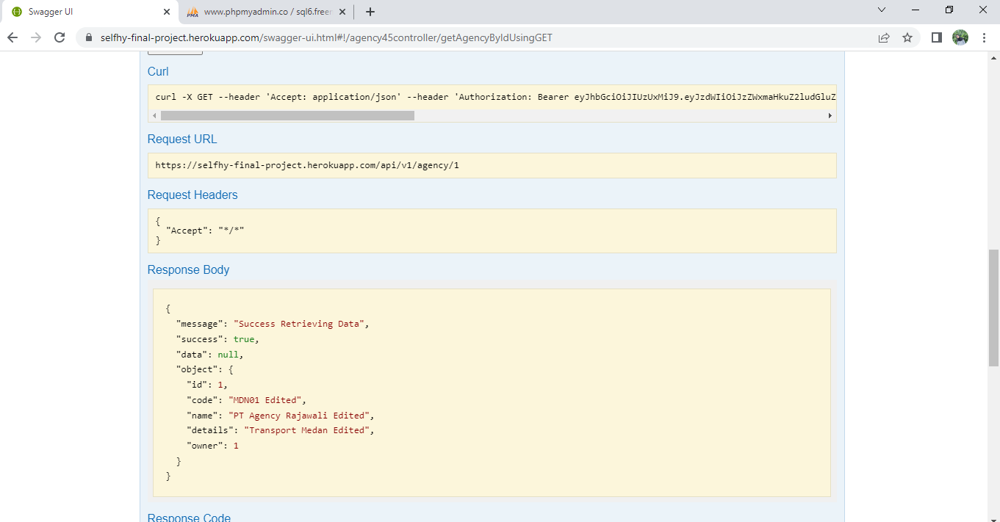 Swagger UI
www.phpmyadmin.co / sql6.freen
selfhy-final-project.herokuapp.com/swagger-ui.html#!/agency45controller/getAgencyByIdUsingGET
Curl
curl -X GET --header 'Accept: application/json' --header 'Authorization: Bearer eyJhbGciOiJIUzUxMiJ9.eyJzdWIiOiJzZWxmaHkuZ2ludGluZ
Request URL
https://selfhy-final-project.herokuapp.com/api/v1/agency/1
Request Headers
{
"Accept": "*/*"
}
Response Body
{
"message": "Success Retrieving Data",
"success": true,
"data": null,
"object": {
"id": 1,
"code": "MDN01 Edited",
"name": "PT Agency Rajawali Edited",
"details": "Transport Medan Edited",
"owner": 1
}
}
Response Code